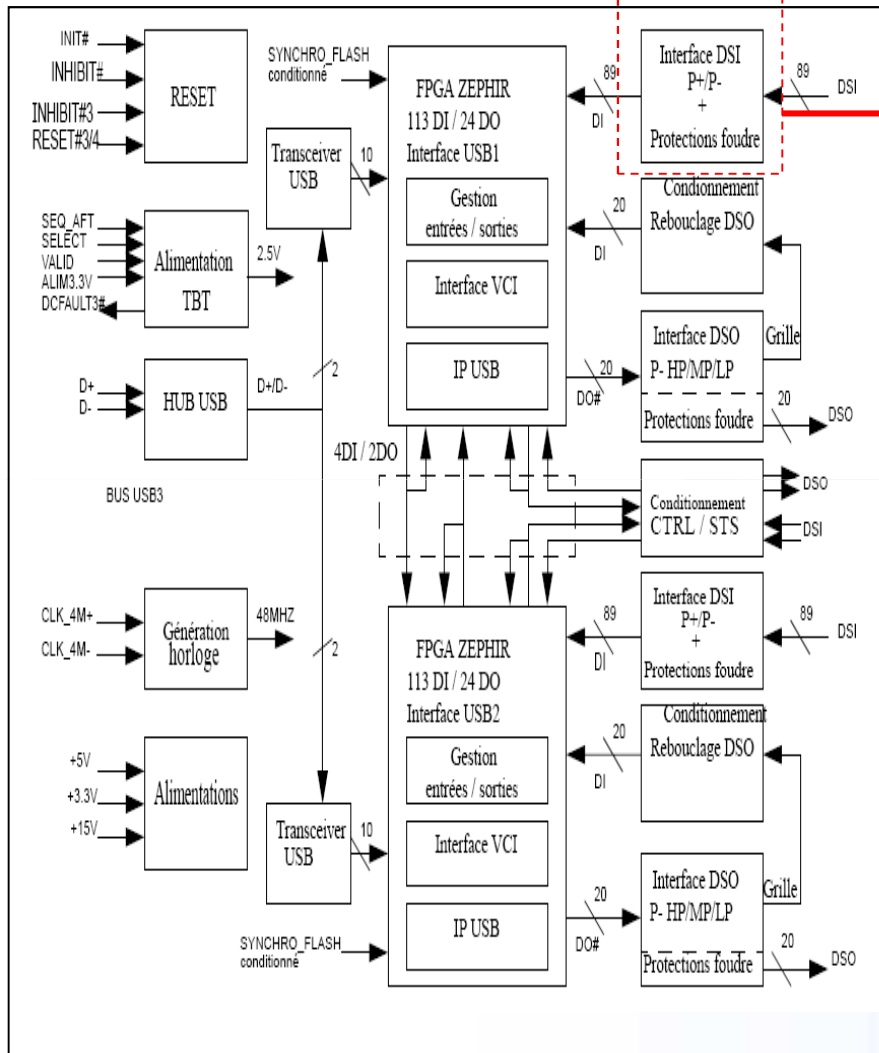 INIT#
INHIBIT#
INHIBIT#3
RESET#3/4
RESET
SYNCHRO_FLASH
conditionné
FPGA ZEPHIR
113 DI / 24 DO
Interface USB1
Gestion
entrées / sorties
Interface VCI
IP USB
Transceiver
USB
10
89
DI
Interface DSI
P+/P-
+
Protections foudre
89
DSI
SEQ_AFT
SELECT
VALID
ALIM3.3V
DCFAULT3#
Alimentation
TBT
2.5V
20
DI
Condionnement
Rebouclage DSO
D+
D-
HUB USB
D+/D-
2
20
DO#
Interface DSO
P- HP/MP/LP
Protections foudre
Grille
20
DSO
4DI / 2DO
BUS USB3
Conditionnement
CTRL / STS
DSO
DSI
CLK_4M+
CLK_4M-
Génération
horloge
48MHZ
2
FPGA ZEPHIR
113 DI / 24 DO
Interface USB2
Gestion
entrées / sorties
Interface VCI
IP USB
89
DI
Interface DSI
P+/P-
+
Protections foudre
89
DSI
+5V
+3.3V
+15V
Alimentations
Transceiver
USB
10
20
DI
Conditionnement
Rebouclage DSO
SYNCHRO_FLASH
conditionné
20
DO#
Interface DSO
P- HP/MP/LP
Protections foudre
Grille
20
DSO